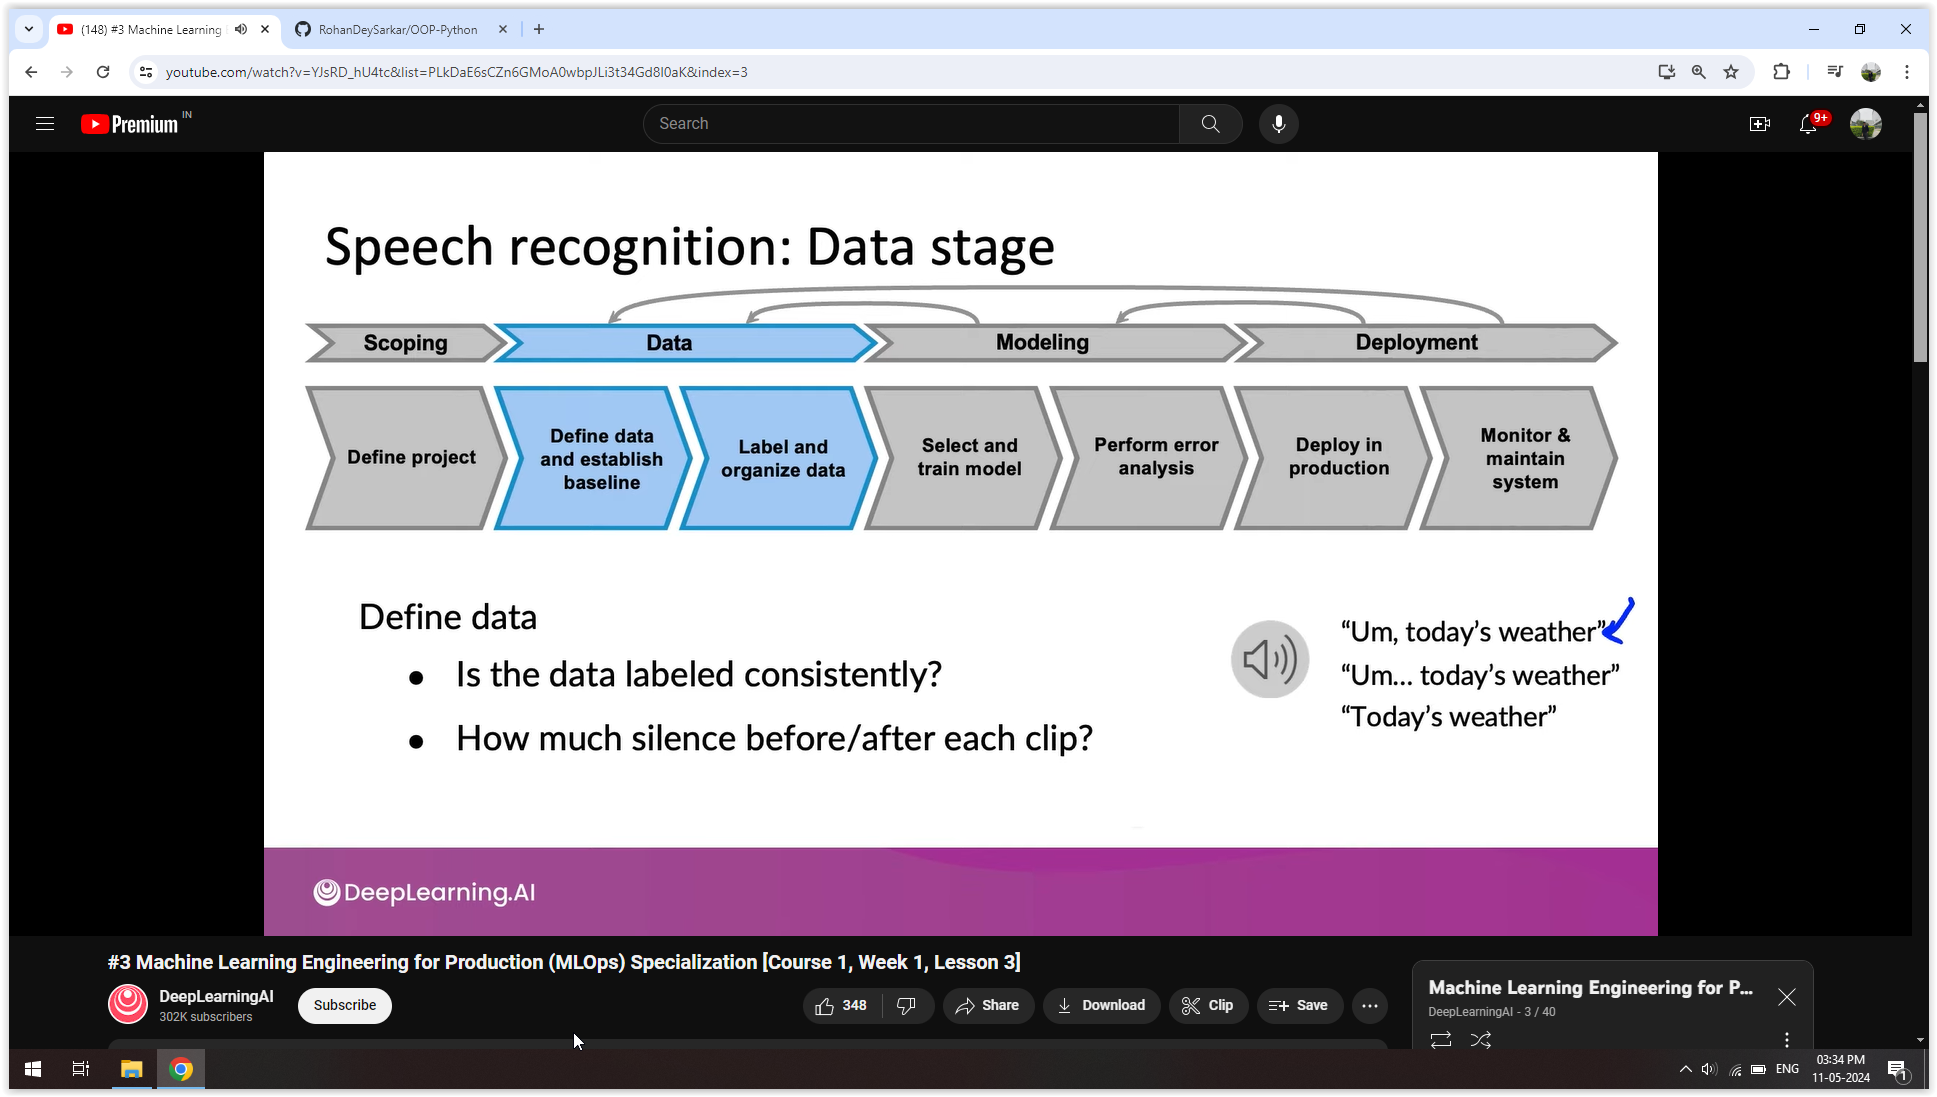 (148) #3 Machine Learning
RohanDeySarkar/OOP-Python
youtube.com/watch?v=YJsRD_hU4tc&list=PLkDaE6sCZn6GMoA0wbpJLi3t34Gd8l0aK&index=3
Premium IN
Search
9+
Speech recognition: Data stage
Scoping Data Modeling Deployment
Define project
Define data and establish baseline
Label and organize data
Select and train model
Perform error analysis
Deploy in production
Monitor & maintain system
Define data
● Is the data labeled consistently?
● How much silence before/after each clip?
“Um, today’s weather”
“Um... today’s weather”
“Today’s weather”
DeepLearning.AI
#3 Machine Learning Engineering for Production (MLOps) Specialization [Course 1, Week 1, Lesson 3]
DeepLearningAI
302K subscribers
Subscribe
348
Share
Download
Clip
Save
Machine Learning Engineering for P...
DeepLearningAI - 3 / 40
ENG
03:34 PM
11-05-2024
1